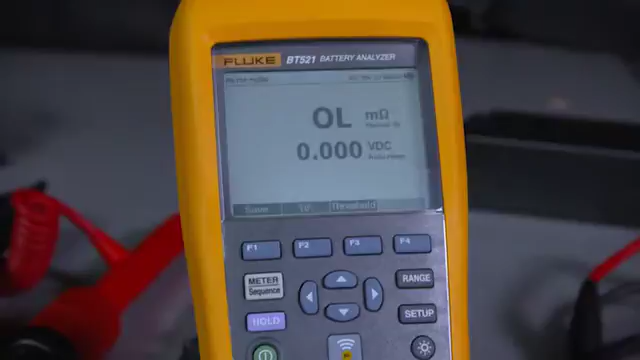 FLUKE BT521 BATTERY ANALYZER
OL mΩ
0.000 VDC
Save Threshold
F1 F2 F3 F4
METER
Sequence
RANGE
HOLD
SETUP